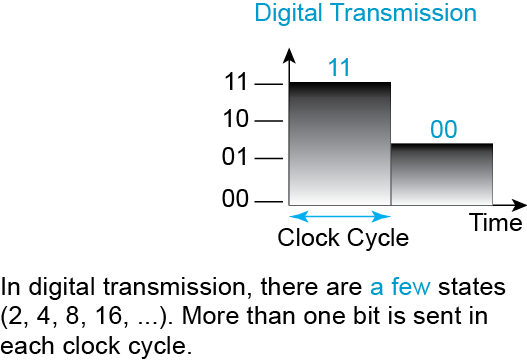 Digital Transmission
11
11
10
00
01
00
Time
Clock Cycle
In digital transmission, there are a few states
(2, 4, 8, 16, ...). More than one bit is sent in
each clock cycle.